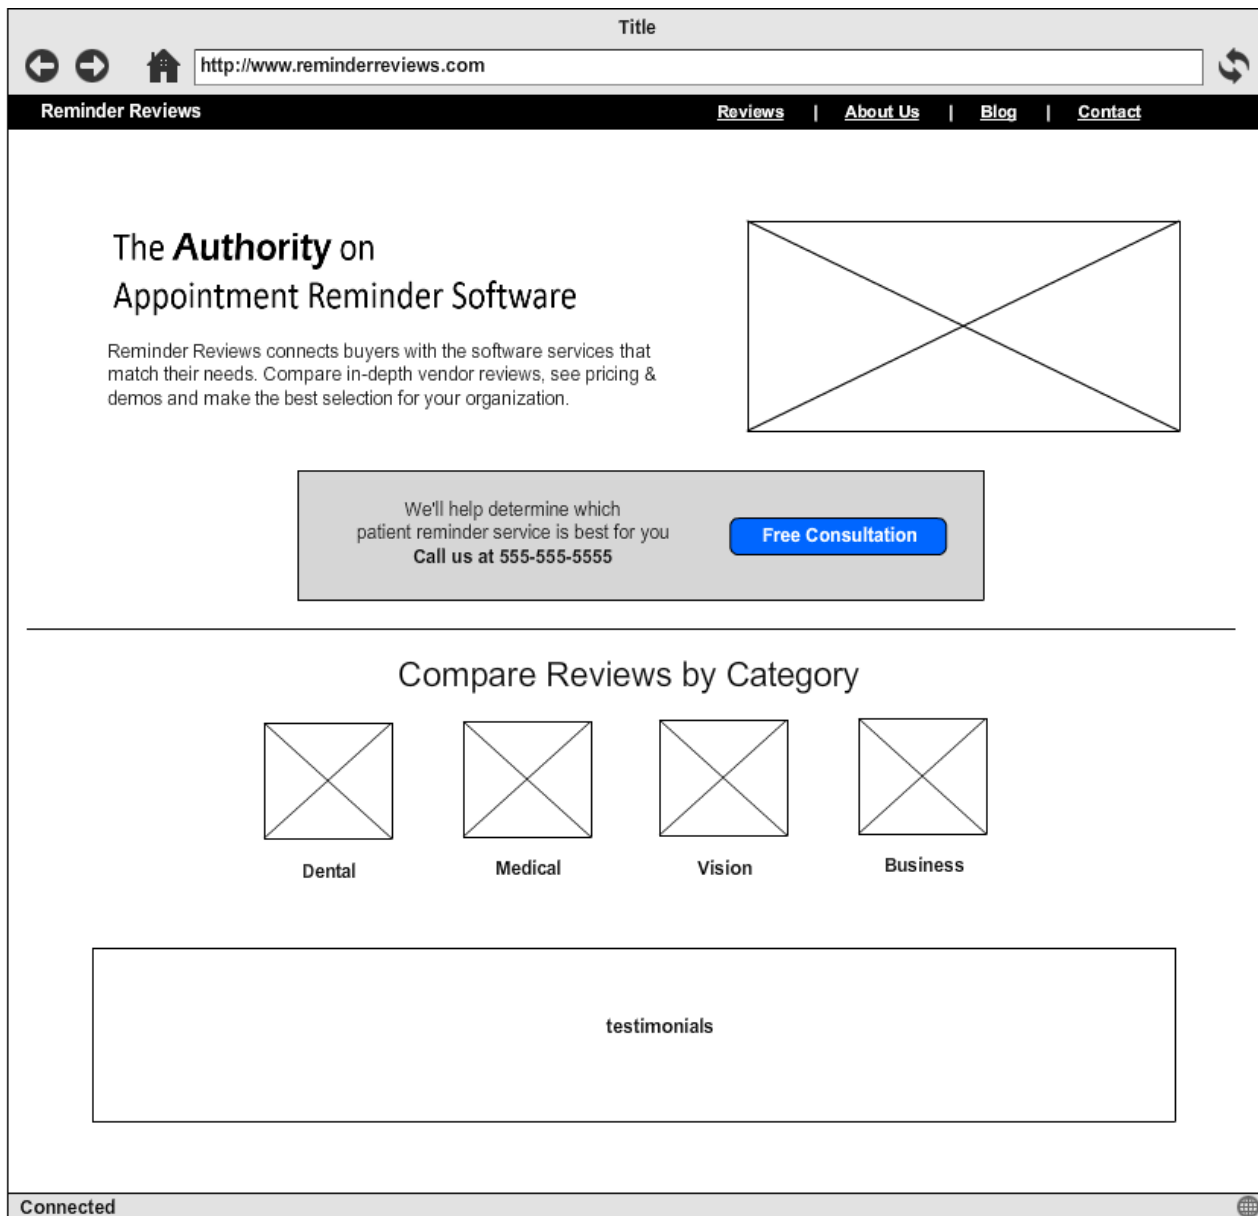 Title
http://www.reminderreviews.com
Reminder Reviews
Reviews | About Us | Blog | Contact
The Authority on
Appointment Reminder Software
Reminder Reviews connects buyers with the software services that
match their needs. Compare in-depth vendor reviews, see pricing &
demos and make the best selection for your organization.
We'll help determine which
patient reminder service is best for you
Call us at 555-555-5555
Free Consultation
Compare Reviews by Category
Dental
Medical
Vision
Business
testimonials
Connected